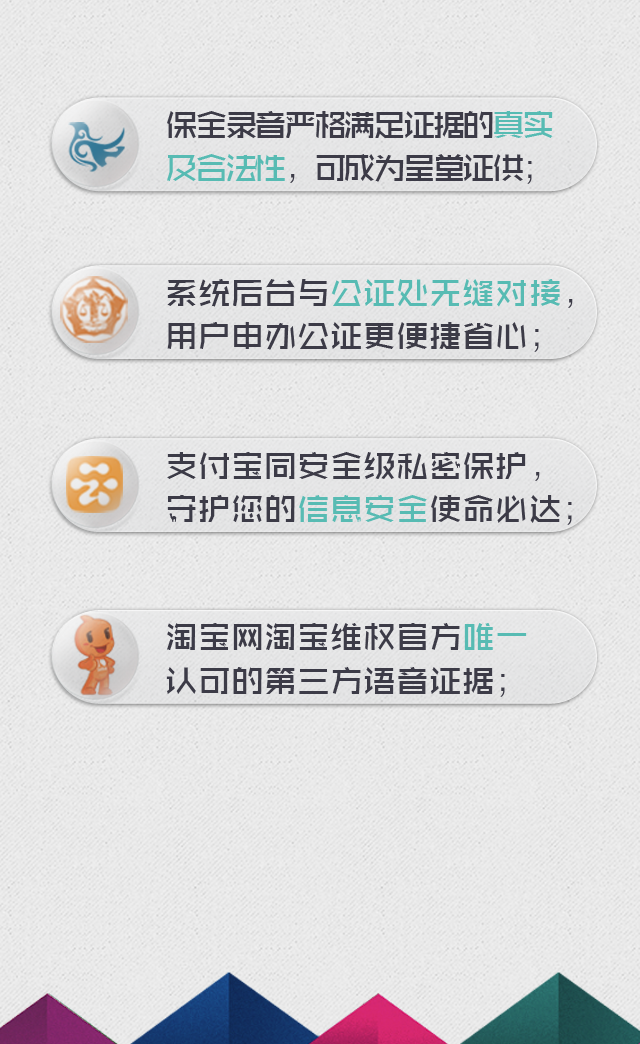 保全录音严格满足证据的真实
及合法性，可成为呈堂证供；
系统后台与公证处无缝对接，
用户申办公证更便捷省心；
支付宝同安全级私密保护，
守护您的信息安全使命必达；
淘宝网淘宝维权官方唯一
认可的第三方语音证据；